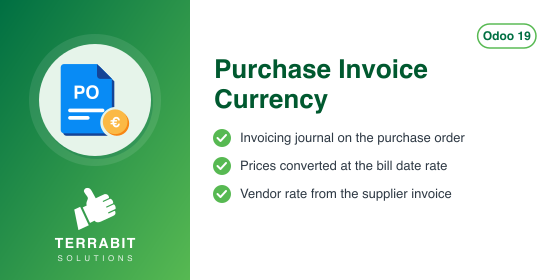 Odoo 19
PO
€
Purchase Invoice
Currency
Invoicing journal on the purchase order
Prices converted at the bill date rate
Vendor rate from the supplier invoice
TERRABIT
SOLUTIONS